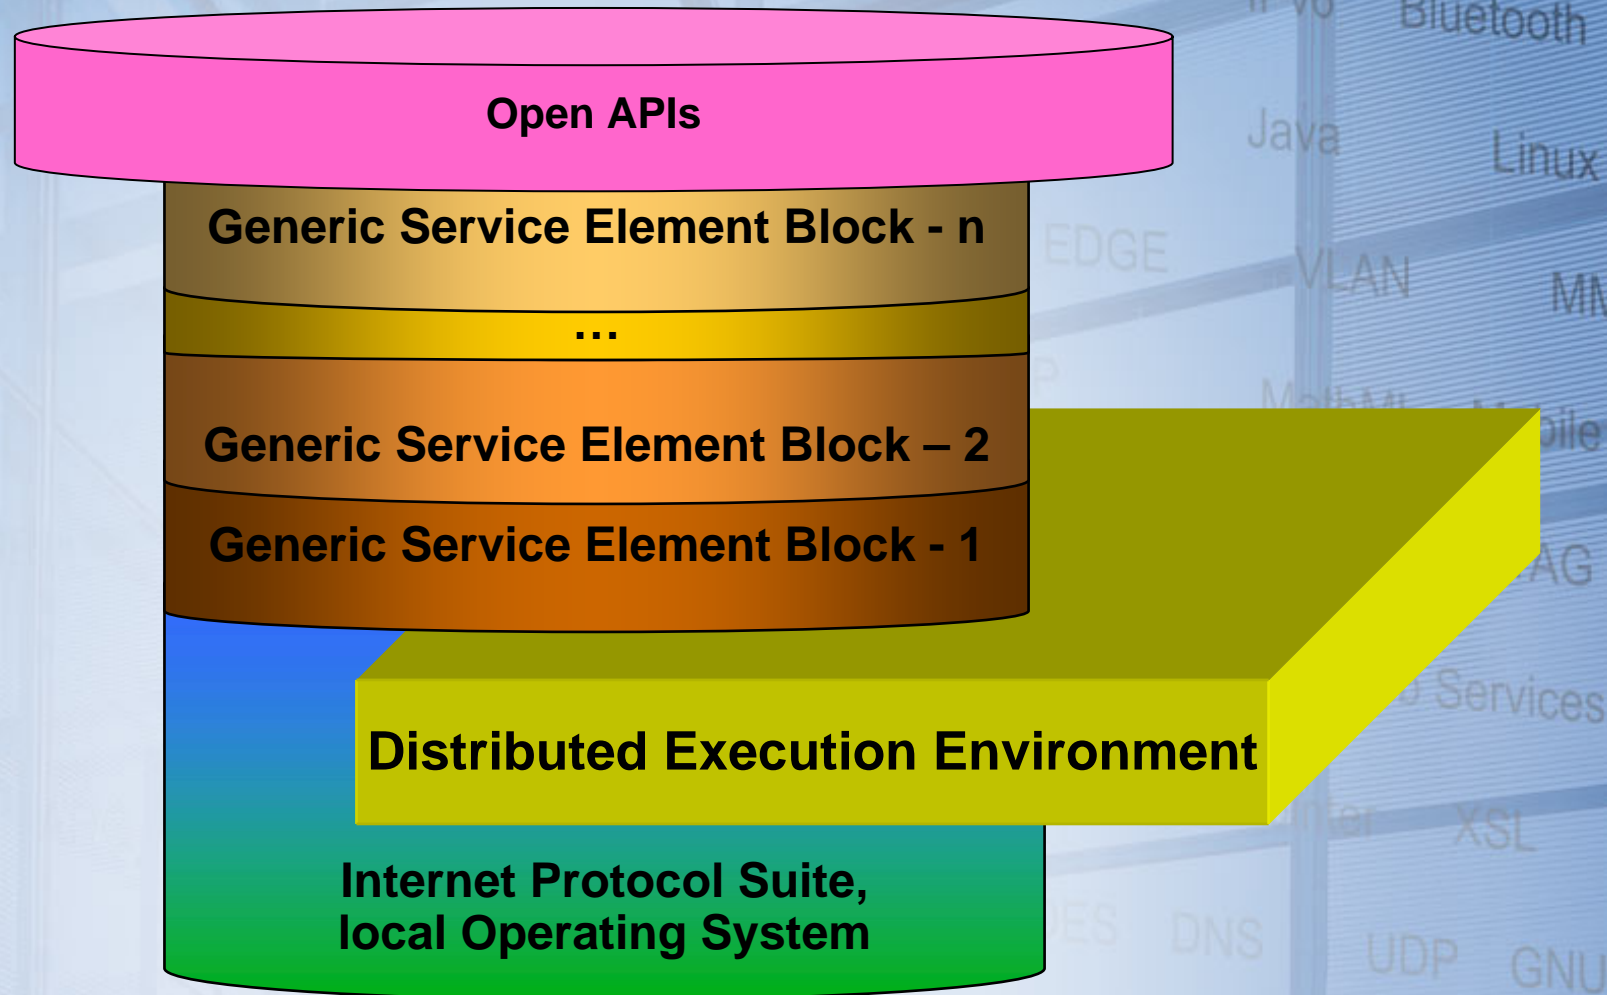 Bluetooth
Open APIs
Java
Linux
Generic Service Element Block - n
EDGE
VLAN
...
Generic Service Element Block – 2
Generic Service Element Block - 1
Services
Distributed Execution Environment
XSL
Internet Protocol Suite,
local Operating System
DNS
UDP
GNU